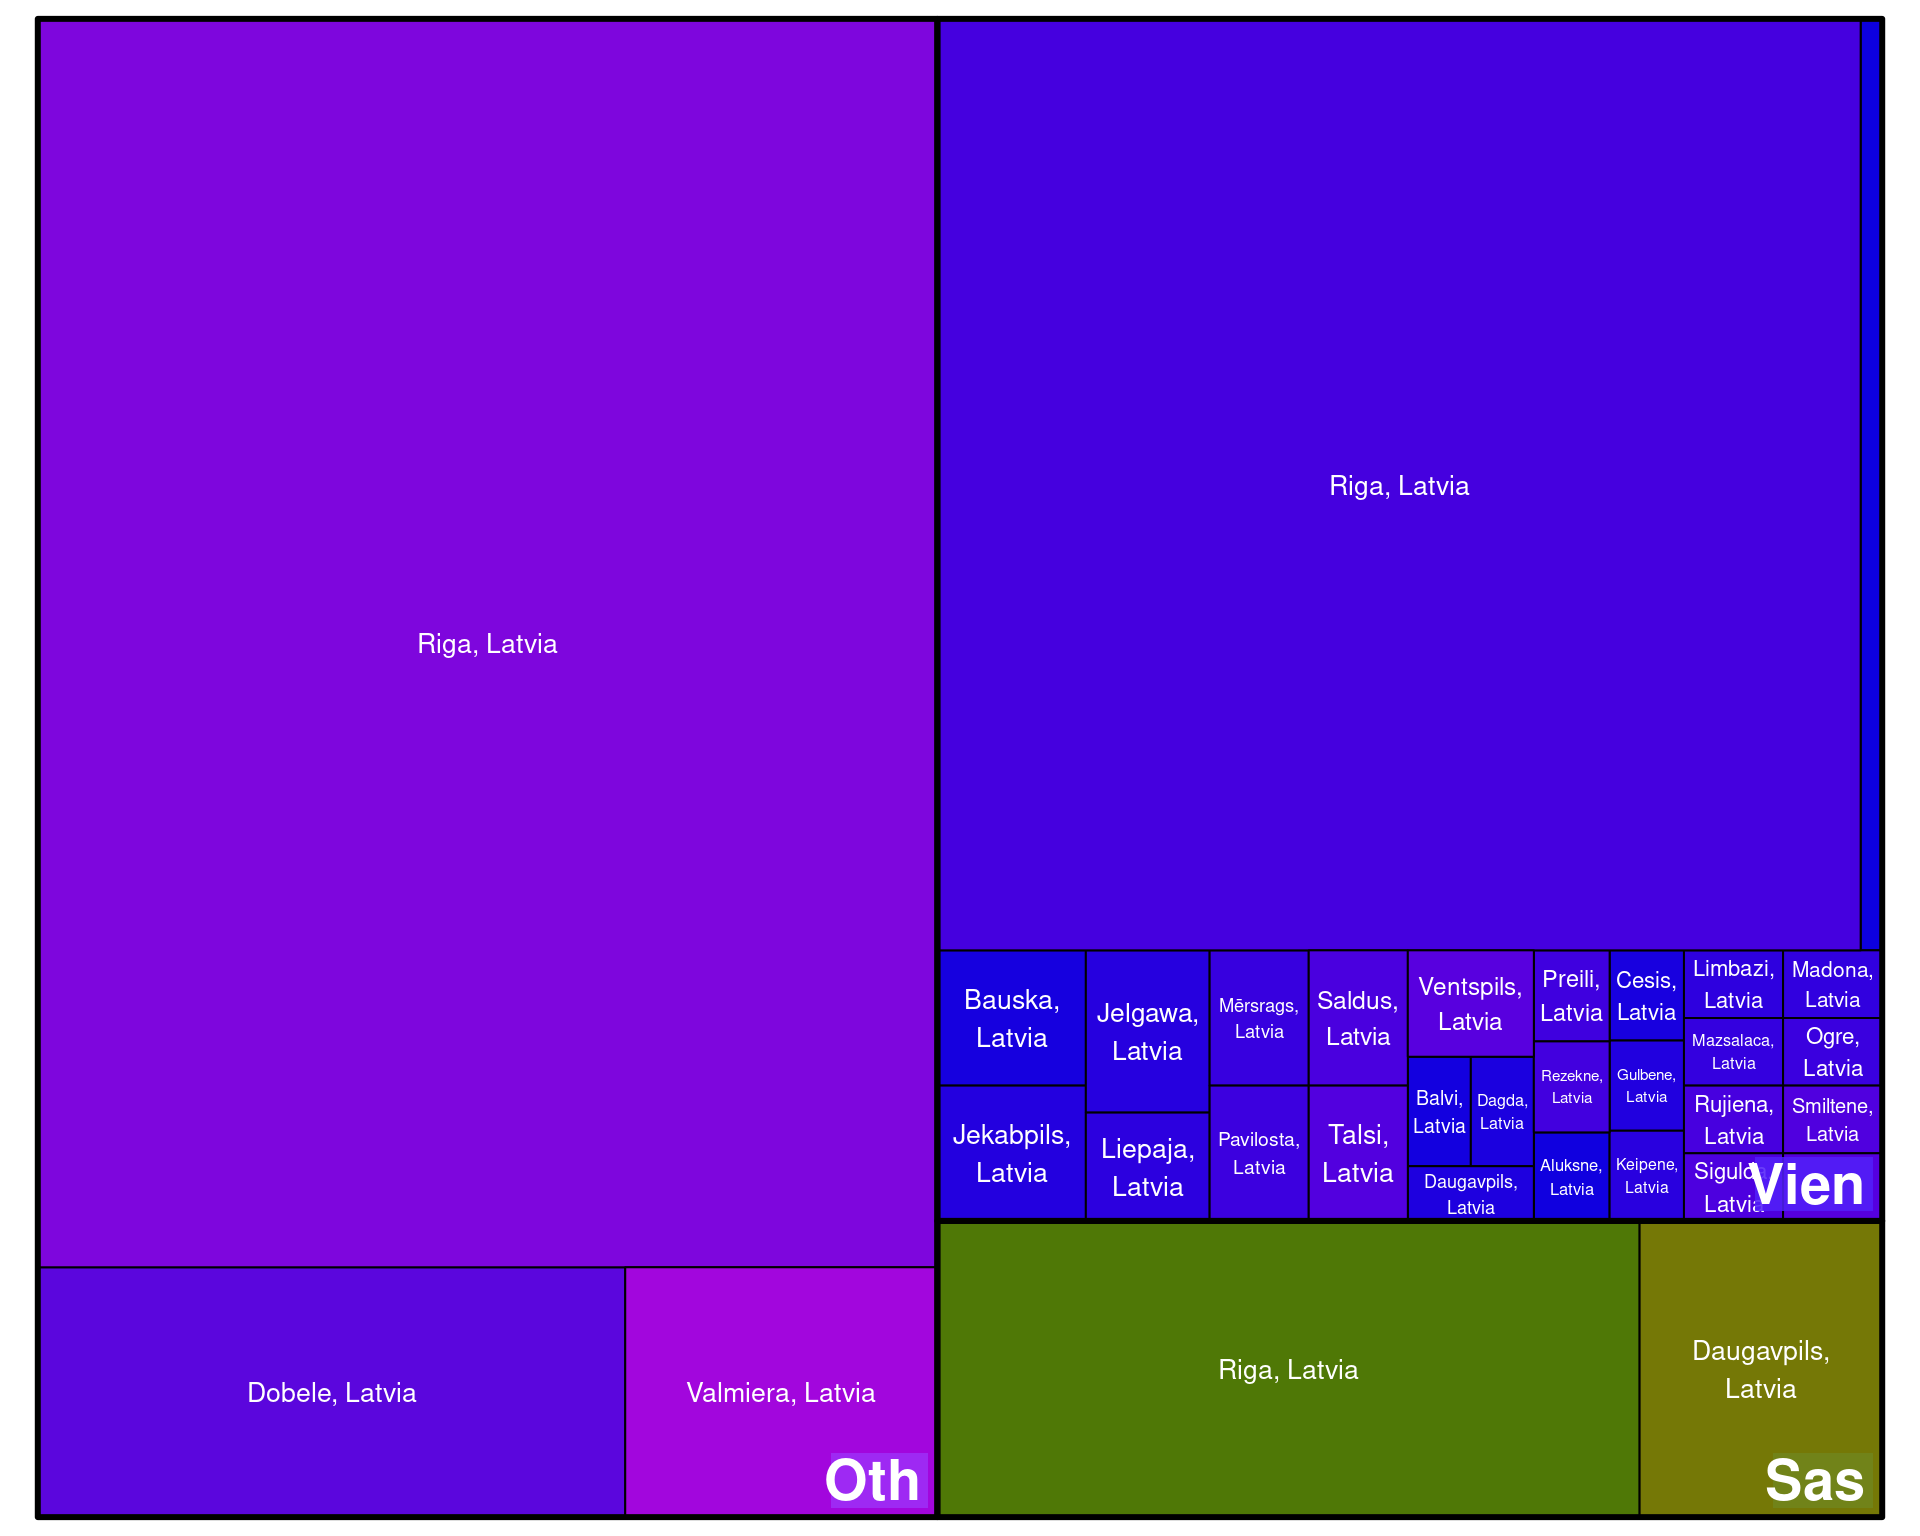 Riga, Latvia
Dobele, Latvia
Valmiera, Latvia
Oth
Riga, Latvia
Bauska,
Latvia
Jekabpils,
Latvia
Jelgawa,
Latvia
Liepaja,
Latvia
Mērsrags,
Latvia
Pavilosta,
Latvia
Saldus,
Latvia
Talsi,
Latvia
Ventspils,
Latvia
Balvi,
Latvia
Dagda,
Latvia
Daugavpils,
Latvia
Preili,
Latvia
Rezekne,
Latvia
Aluksne,
Latvia
Cesis,
Latvia
Gulbene,
Latvia
Keipene,
Latvia
Limbazi,
Latvia
Mazsalaca,
Latvia
Rujiena,
Latvia
Sigulda,
Latvia
Madona,
Latvia
Ogre,
Latvia
Smiltene,
Latvia
Vien
Riga, Latvia
Daugavpils,
Latvia
Sas